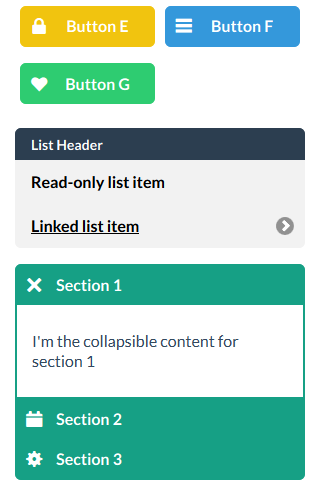 Button E
Button F
Button G
List Header
Read-only list item
Linked list item
Section 1
I'm the collapsible content for
section 1
Section 2
Section 3